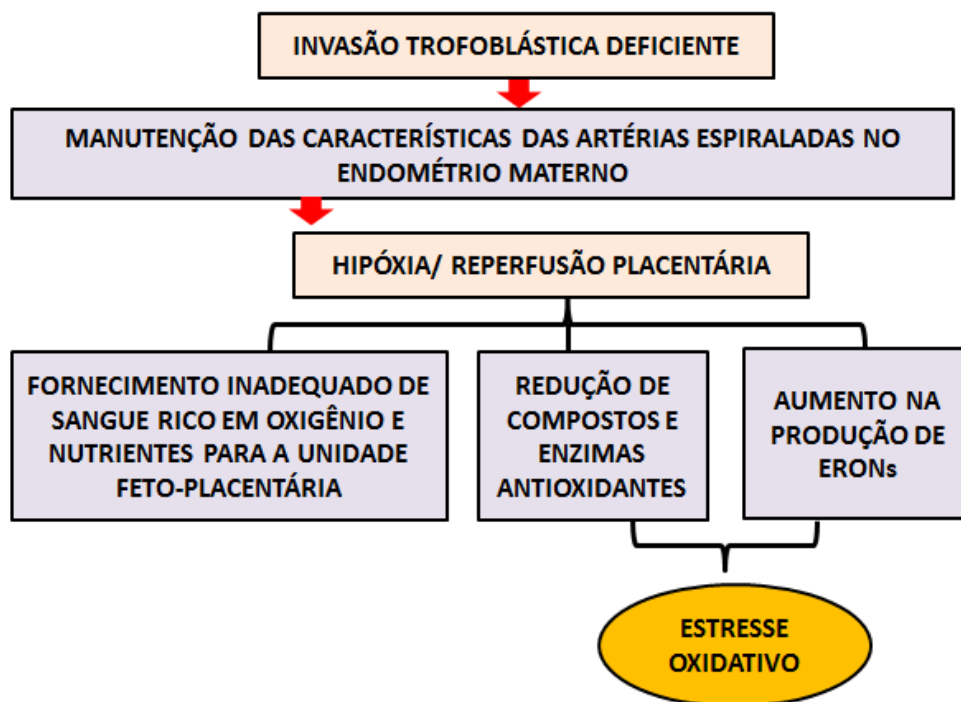 INVASÃO TROFOBLÁSTICA DEFICIENTE
MANUTENÇÃO DAS CARACTERÍSTICAS DAS ARTÉRIAS ESPIRALADAS NO
ENDOMÉTRIO MATERNO
HIPÓXIA/ REPERFUSÃO PLACENTÁRIA
FORNECIMENTO INADEQUADO DE
SANGUE RICO EM OXIGÊNIO E
NUTRIENTES PARA A UNIDADE
FETO-PLACENTÁRIA
REDUÇÃO DE
COMPOSTOS E
ENZIMAS
ANTIOXIDANTES
AUMENTO NA
PRODUÇÃO DE
ERONs
ESTRESSE
OXIDATIVO